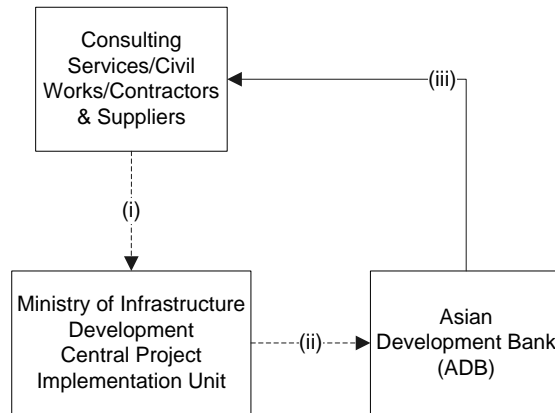 Consulting
Services/Civil
Works/Contractors
& Suppliers
(iii)
(i)
Ministry of Infrastructure
Development
Central Project
Implementation Unit
(ii)
Asian
Development Bank
(ADB)